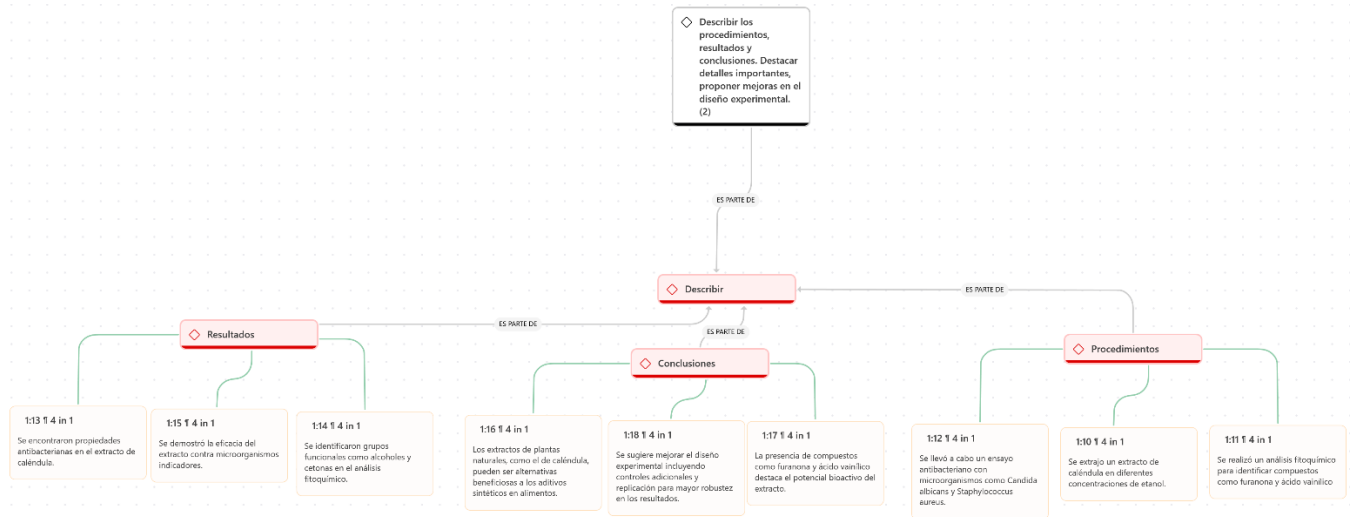 Describir los
procedimientos,
resultados y
conclusiones. Destacar
detalles importantes,
proponer mejoras en el
diseño experimental.
(2)
ES PARTE DE
Describir
ES PARTE DE
ES PARTE DE
ES PARTE DE
Resultados
Conclusiones
Procedimientos
1:13 ¶ 4 in 1
Se encontraron propiedades
antibacterianas en el extracto de
caléndula.
1:15 ¶ 4 in 1
Se demostró la eficacia del
extracto contra microorganismos
indicadores.
1:14 ¶ 4 in 1
Se identificaron grupos
funcionales como alcoholes y
cetonas en el análisis
fitoquímico.
1:16 ¶ 4 in 1
Los extractos de plantas
naturales, como el de caléndula,
pueden ser alternativas
beneficiosas a los aditivos
sintéticos en alimentos.
1:18 ¶ 4 in 1
Se sugiere mejorar el diseño
experimental incluyendo
controles adicionales y
replicación para mayor robustez
en los resultados.
1:17 ¶ 4 in 1
La presencia de compuestos
como furanona y ácido vainílico
destaca el potencial bioactivo del
extracto.
1:12 ¶ 4 in 1
Se llevó a cabo un ensayo
antibacteriano con
microorganismos como Candida
albicans y Staphylococcus
aureus.
1:10 ¶ 4 in 1
Se extrajo un extracto de
caléndula en diferentes
concentraciones de etanol.
1:11 ¶ 4 in 1
Se realizó un análisis fitoquímico
para identificar compuestos
como furanona y ácido vainílico